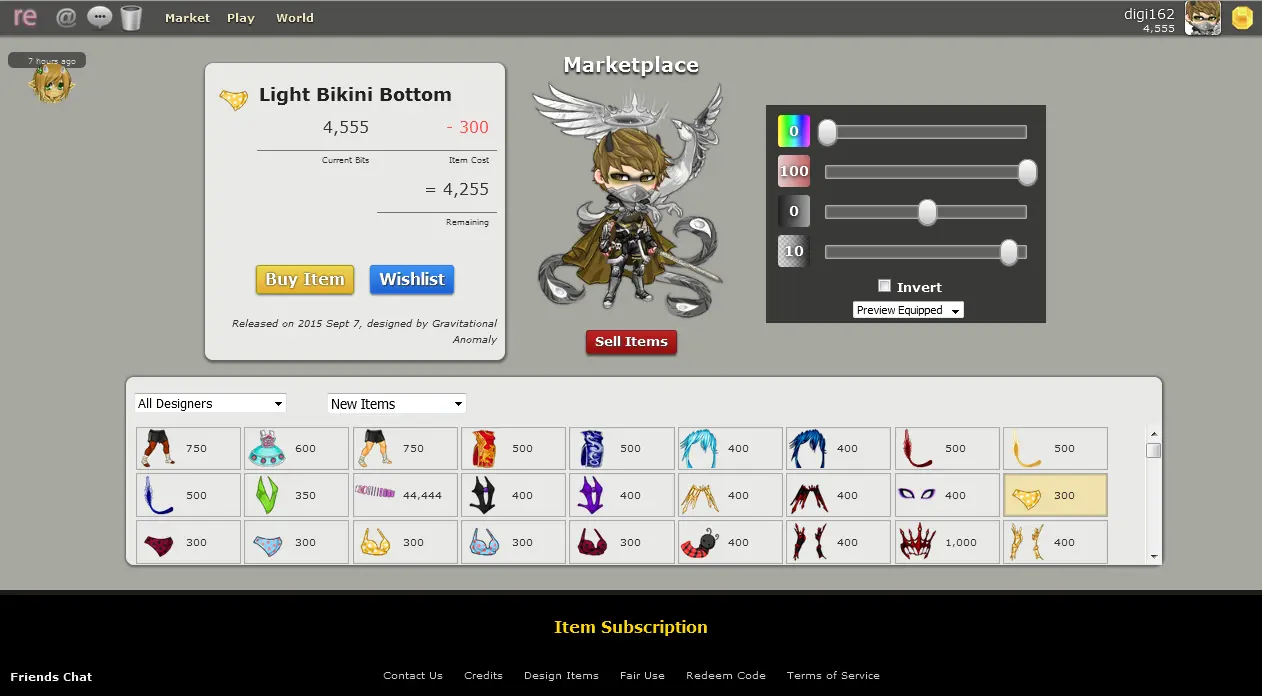 re @ Market Play World
digi162
4,555
7 hours ago
Marketplace
Light Bikini Bottom
4,555 - 300
Current Bits Item Cost
= 4,255
Remaining
Buy Item Wishlist
Released on 2015 Sept 7, designed by Gravitational
Anomaly
Sell Items
0
100
0
10
Invert
Preview Equipped
All Designers New Items
750 600 750 500 500 400 400 500 500
500 350 44,444 400 400 400 400 400 300
300 300 300 300 300 400 400 1,000 400
Item Subscription
Friends Chat Contact Us Credits Design Items Fair Use Redeem Code Terms of Service